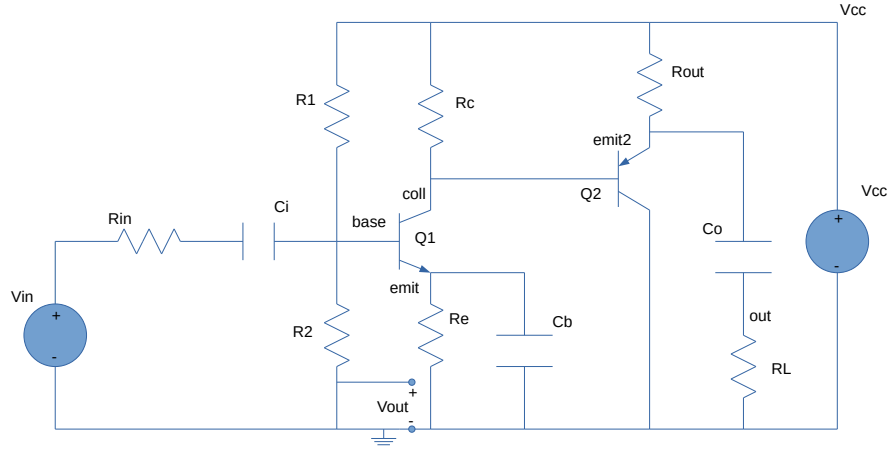 Vcc
Rout
R1
Rc
emit2
Vcc
coll
Q2
Ci
Rin
base
+
Co
Q1
-
emit
Vin
+
Re
Cb
out
R2
-
RL
+
Vout
-